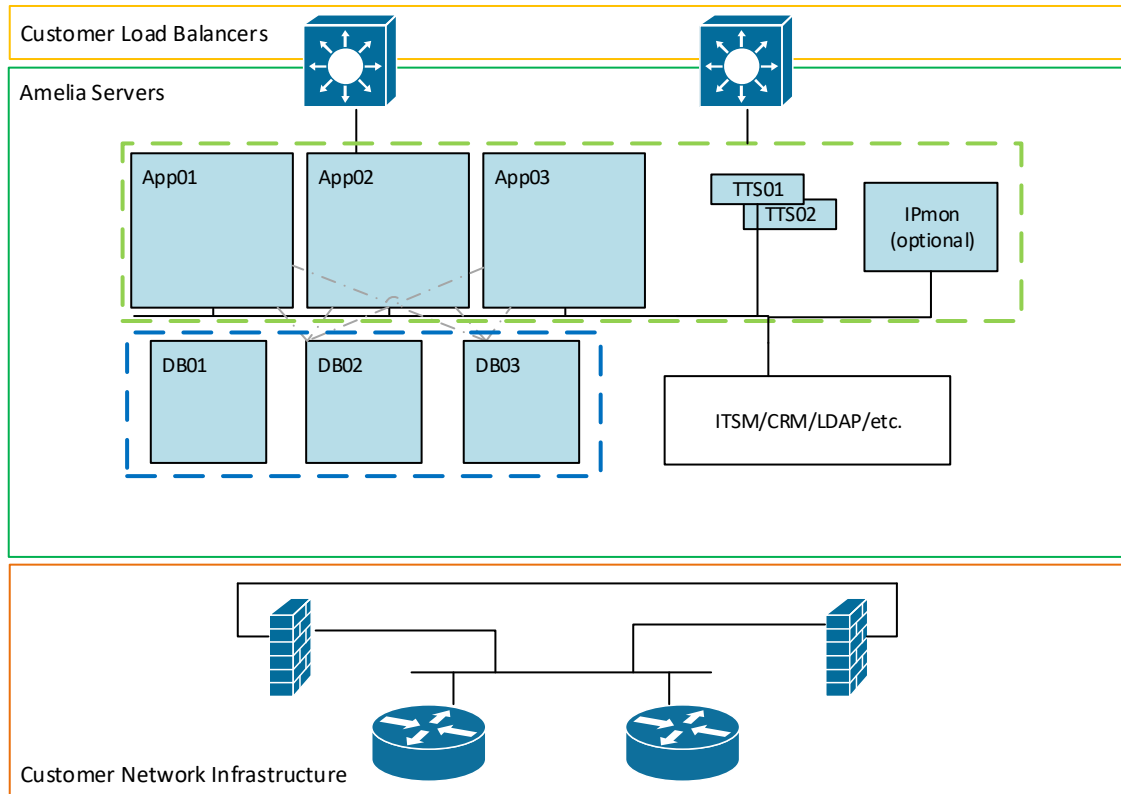 Customer Load Balancers
Amelia Servers
App01
App02
App03
TTS01
TTS02
IPmon
(optional)
DB01
DB02
DB03
ITSM/CRM/LDAP/etc.
Customer Network Infrastructure